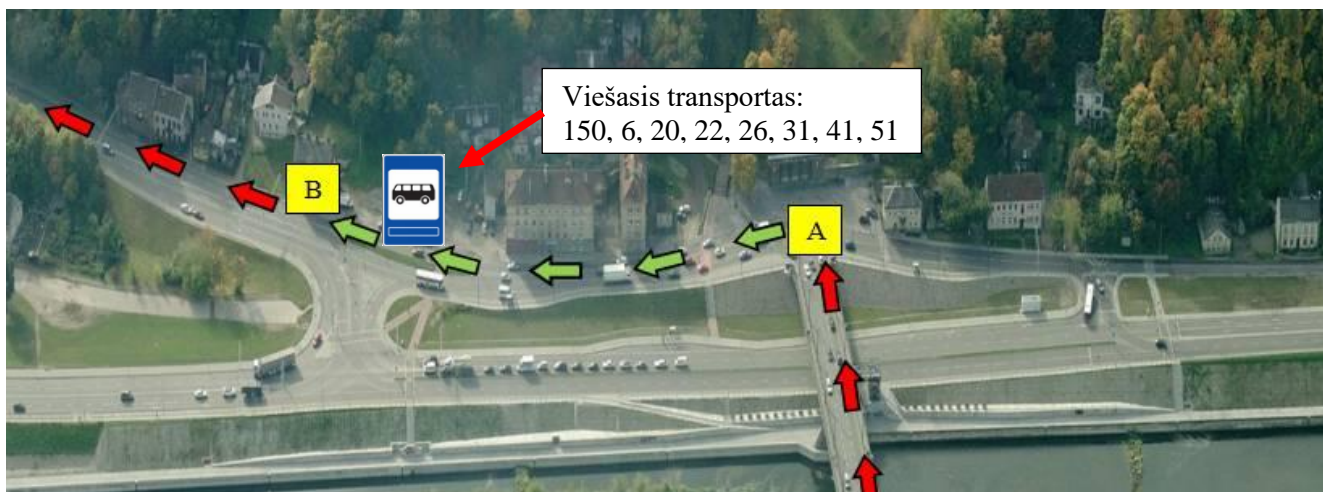 Viešasis transportas:
150, 6, 20, 22, 26, 31, 41, 51
B
A